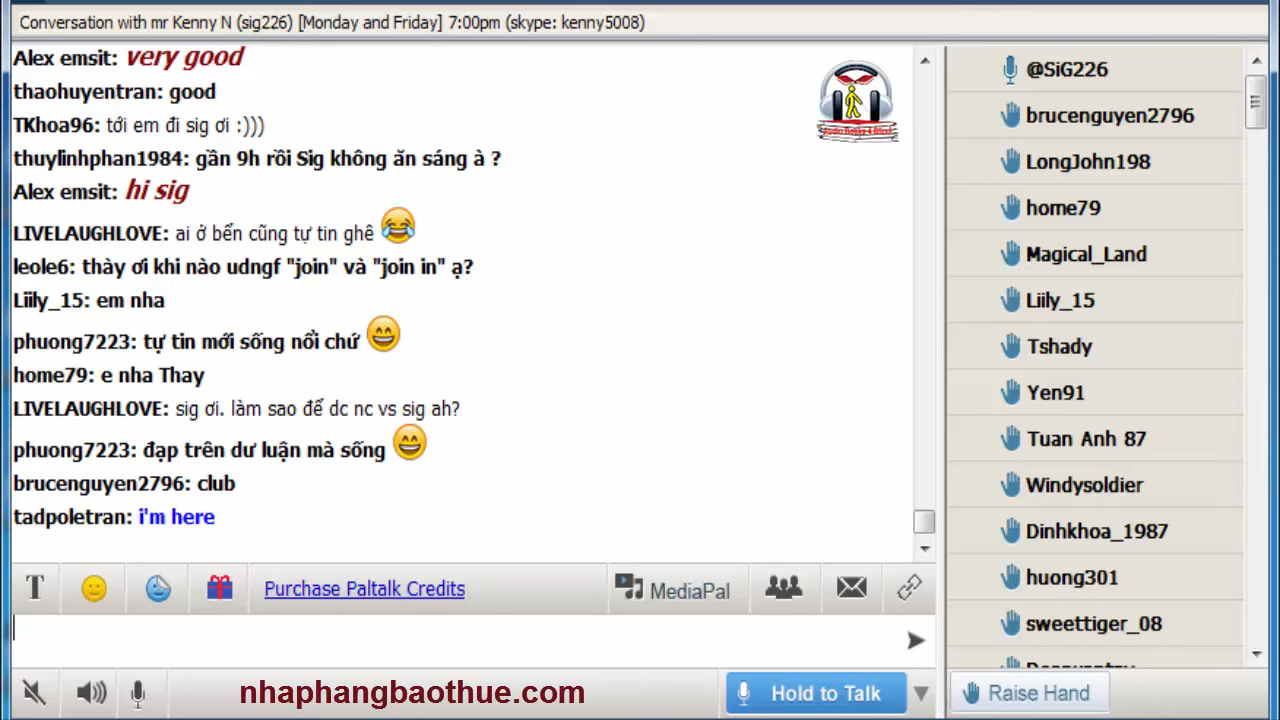 Conversation with mr Kenny N (sig226) [Monday and Friday] 7:00pm (skype: kenny5008)
Alex emsit: very good
thaohuyentran: good
TKhoa96: tới em đi sig ơi :)))
thuylinhphan1984: gần 9h rồi Sig không ăn sáng à ?
Alex emsit: hi sig
LIVELAUGHLOVE: ai ở bển cũng tự tin ghê
leole6: thày ơi khi nào udngf "join" và "join in" ạ?
Liily_15: em nha
phuong7223: tự tin mới sống nổi chứ
home79: e nha Thay
LIVELAUGHLOVE: sig ơi. làm sao để dc nc vs sig ah?
phuong7223: đạp trên dư luận mà sống
brucenguyen2796: club
tadpoletran: i'm here
Audio Books 4 Blind
T
Purchase Paltalk Credits
MediaPal
nhaphangbaothue.com
Hold to Talk
@SiG226
brucenguyen2796
LongJohn198
home79
Magical_Land
Liily_15
Tshady
Yen91
Tuan Anh 87
Windysoldier
Dinhkhoa_1987
huong301
sweettiger_08
Raise Hand